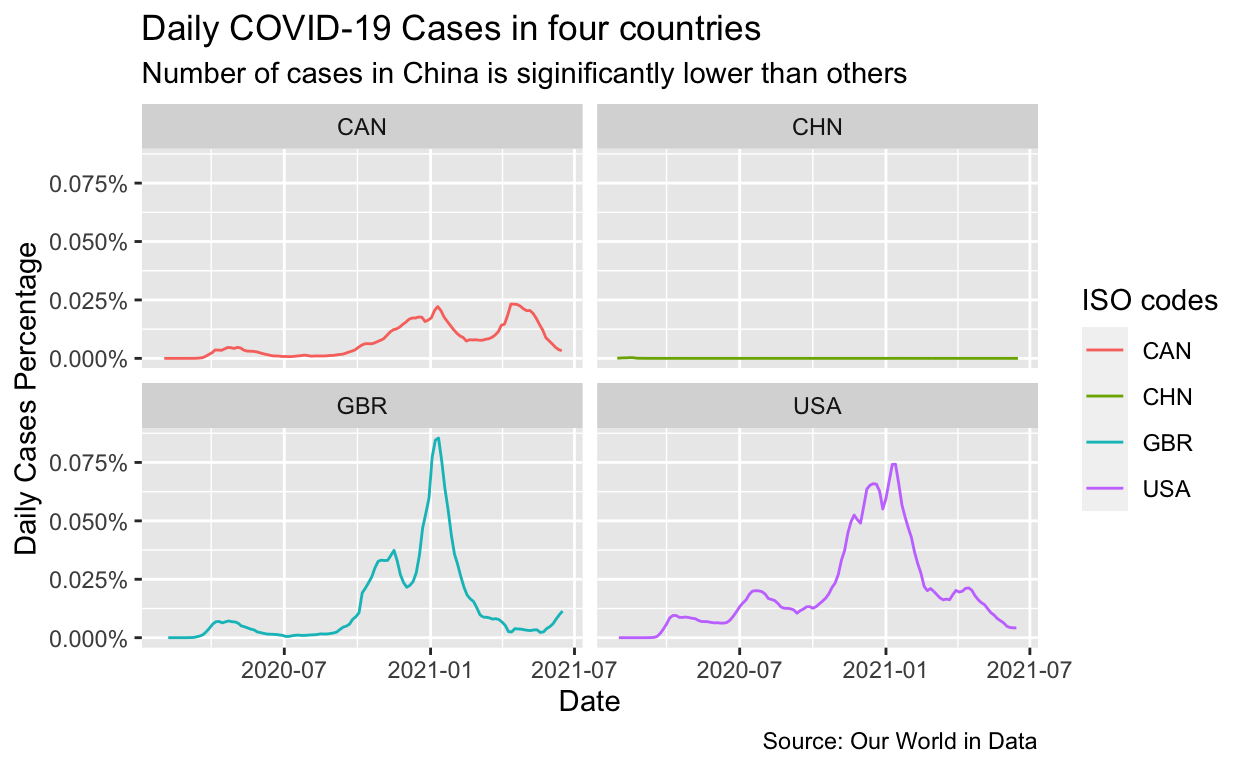 Daily COVID-19 Cases in four countries
Number of cases in China is siginificantly lower than others
CAN
CHN
0.075%
0.050%
0.025%
0.000%
GBR
USA
0.075%
0.050%
0.025%
0.000%
2020-07
2021-01
2021-07
2020-07
2021-01
2021-07
Daily Cases Percentage
Date
ISO codes
CAN
CHN
GBR
USA
Source: Our World in Data